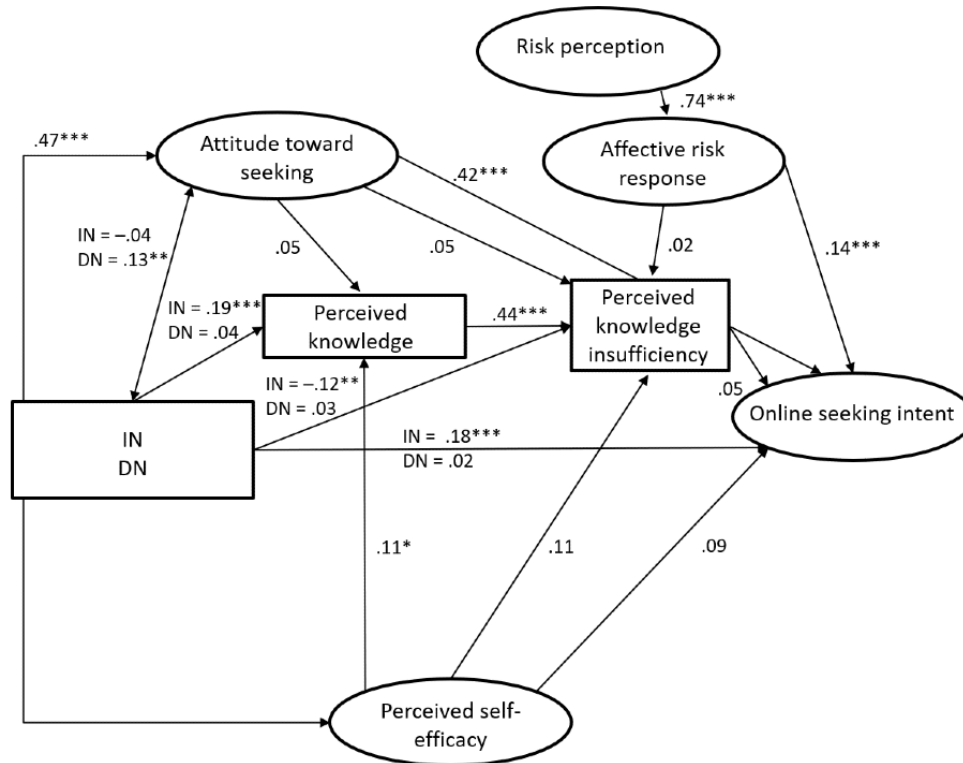 Risk perception
.74***
.47***
Attitude toward
seeking
Affective risk
response
.42***
IN = –.04
DN = .13**
.05
.05
.02
.14***
IN = .19***
DN = .04
Perceived
knowledge
.44***
Perceived
knowledge
insufficiency
IN = –.12**
DN = .03
.05
Online seeking intent
IN
DN
IN = .18***
DN = .02
.11*
.11
.09
Perceived self-
efficacy